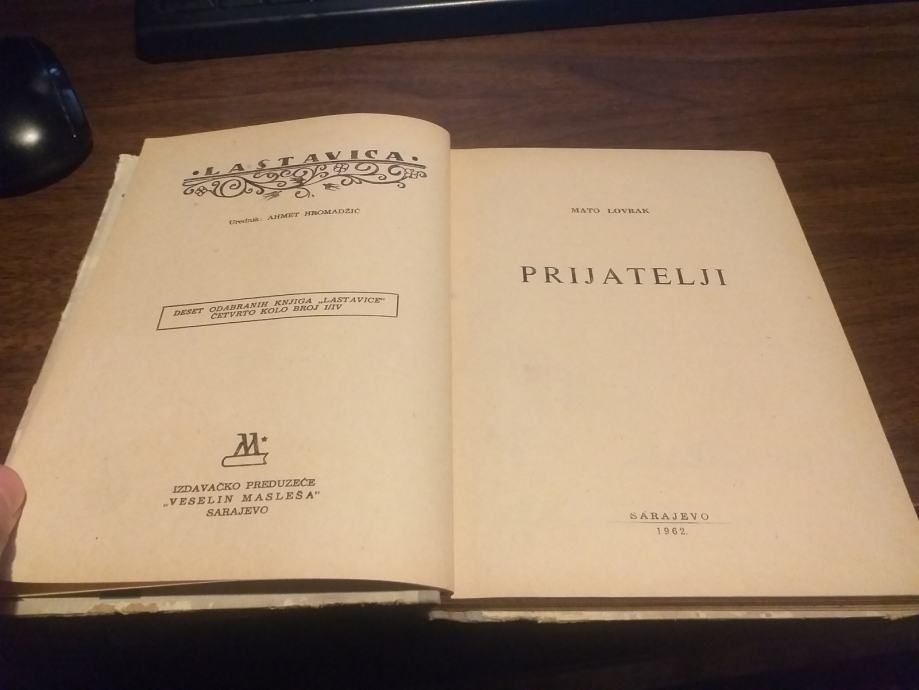 ·LASTAVICA·
Urednik: AHMET HROMADŽIĆ
DESET ODABRANIH KNJIGA „LASTAVICE"
ČETVRTO KOLO BROJ I/IV
M
IZDAVAČKO PREDUZEĆE
„VESELIN MASLEŠA"
SARAJEVO
MATO LOVRAK
PRIJATELJI
SARAJEVO
1962.